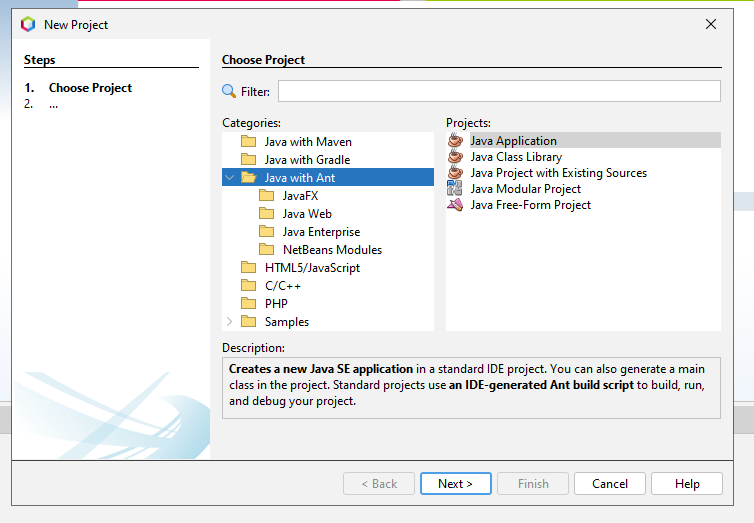 New Project
Steps
1. Choose Project
2. ...
Choose Project
Filter:
Categories:
Java with Maven
Java with Gradle
Java with Ant
JavaFX
Java Web
Java Enterprise
NetBeans Modules
HTML5/JavaScript
C/C++
PHP
Samples
Projects:
Java Application
Java Class Library
Java Project with Existing Sources
Java Modular Project
Java Free-Form Project
Description:
Creates a new Java SE application in a standard IDE project. You can also generate a main
class in the project. Standard projects use an IDE-generated Ant build script to build, run,
and debug your project.
< Back
Next >
Finish
Cancel
Help